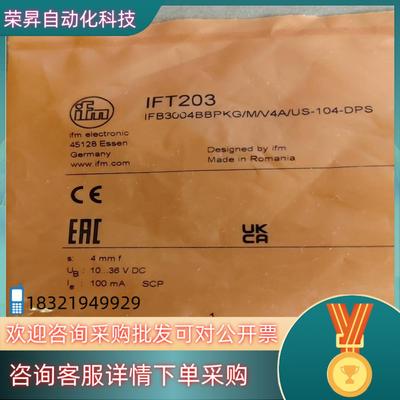 荣昇自动化科技
ifm
IFT203
IFB3004BBPKG/M/V4A/US-104-DPS
ifm electronic
45128 Essen
Germany
www.ifm.com
Designed by ifm
Made in Romania
CE
EAC
UK
CA
s: 4 mm f
UB: 10...36 V DC
Ie: 100 mA SCP
18321949929
欢迎咨询采购批发可对公开票
咨询客服详情下单采购